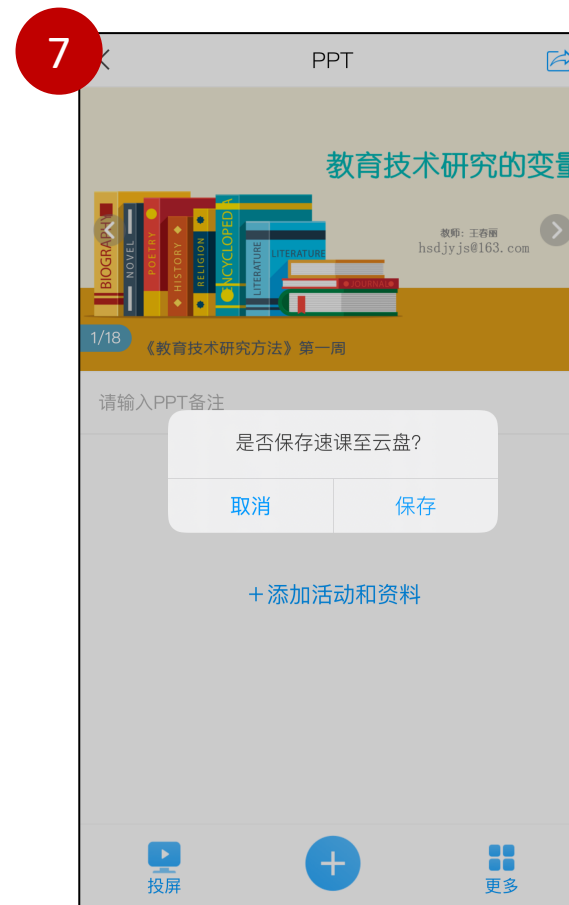 7
PPT
教育技术研究的变量
教师：王春丽
hsdjyjs@163.com
BIOGRAPHY
NOVEL
POETRY
HISTORY
RELIGION
ENCYCLOPEDIA
LITERATURE
LITERATURE
JOURNAL
1/18
《教育技术研究方法》第一周
请输入PPT备注
是否保存速课至云盘?
取消
保存
+添加活动和资料
投屏
更多